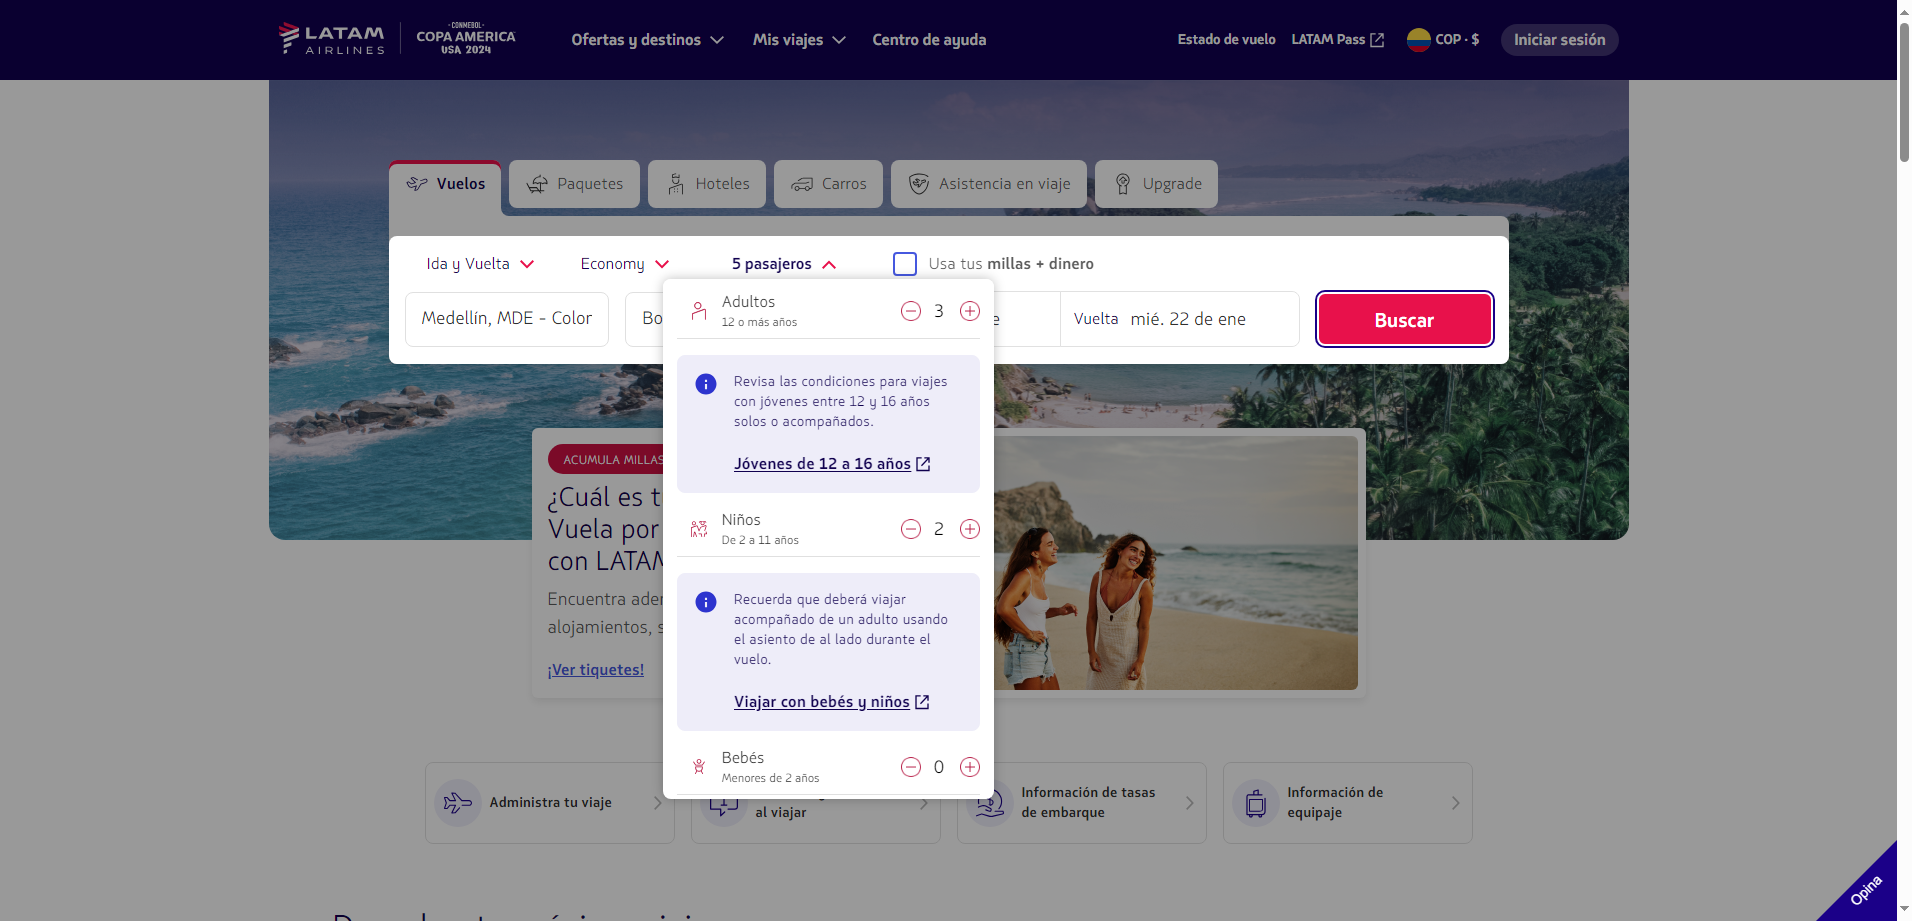 LATAM
AIRLINES
- CONMEBOL -
COPA AMERICA
USA 2024
Ofertas y destinos
Mis viajes
Centro de ayuda
Estado de vuelo
LATAM Pass
COP · $
Iniciar sesión
Vuelos
Paquetes
Hoteles
Carros
Asistencia en viaje
Upgrade
Ida y Vuelta
Economy
5 pasajeros
Usa tus millas + dinero
Medellín, MDE - Color
Bo
e
Vuelta mié. 22 de ene
Buscar
Adultos
12 o más años
3
Revisa las condiciones para viajes
con jóvenes entre 12 y 16 años
solos o acompañados.
Jóvenes de 12 a 16 años
Niños
De 2 a 11 años
2
Recuerda que deberá viajar
acompañado de un adulto usando
el asiento de al lado durante el
vuelo.
Viajar con bebés y niños
Bebés
Menores de 2 años
0
ACUMULA MILLAS
¿Cuál es t
Vuela por
con LATAM
Encuentra ade
alojamientos, s
¡Ver tiquetes!
Administra tu viaje
al viajar
Información de tasas
de embarque
Información de
equipaje
Opina